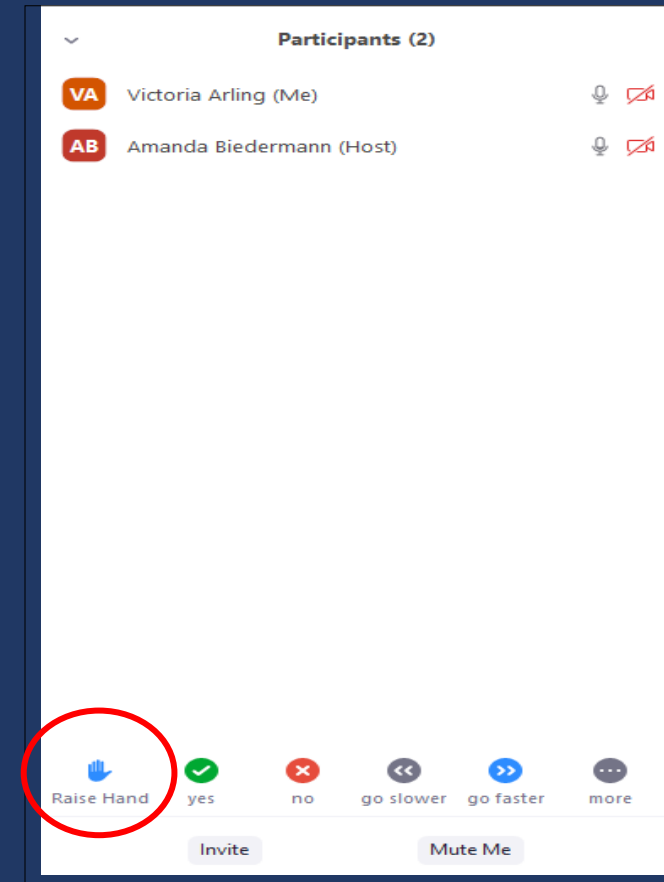 Participants (2)
VA Victoria Arling (Me)
AB Amanda Biedermann (Host)
Raise Hand yes no go slower go faster more
Invite Mute Me